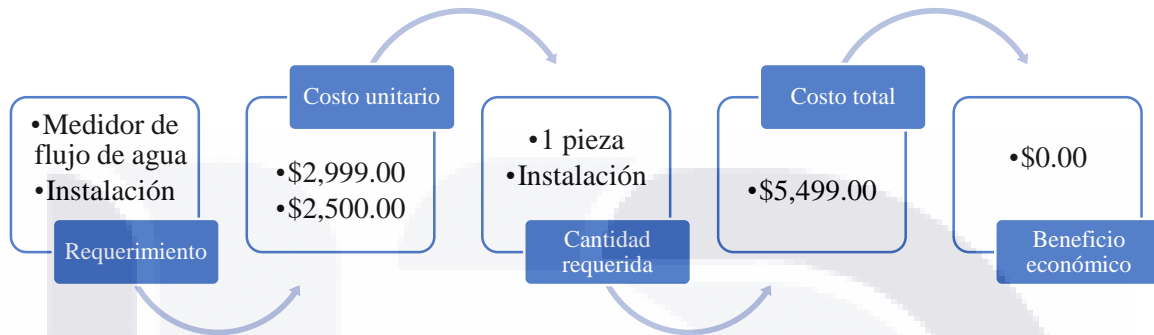 •Medidor de
flujo de agua
•Instalación
Requerimiento
Costo unitario
•$2,999.00
•$2,500.00
•1 pieza
•Instalación
Cantidad
requerida
Costo total
•$5,499.00
•$0.00
Beneficio
económico